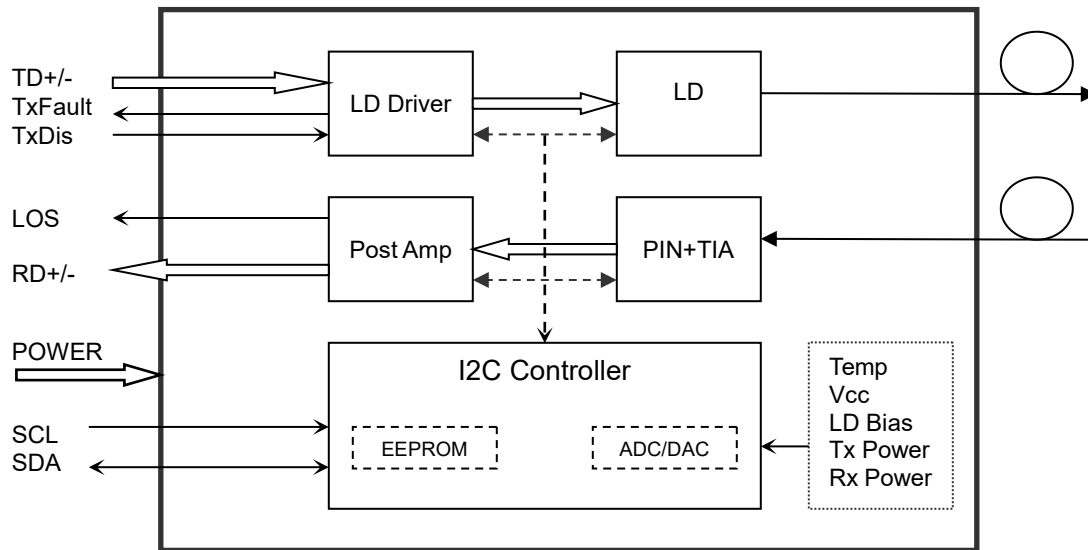 TD+/-
TxFault
TxDis
LD Driver
LD
LOS
RD+/-
Post Amp
PIN+TIA
POWER
SCL
SDA
I2C Controller
EEPROM
ADC/DAC
Temp
Vcc
LD Bias
Tx Power
Rx Power